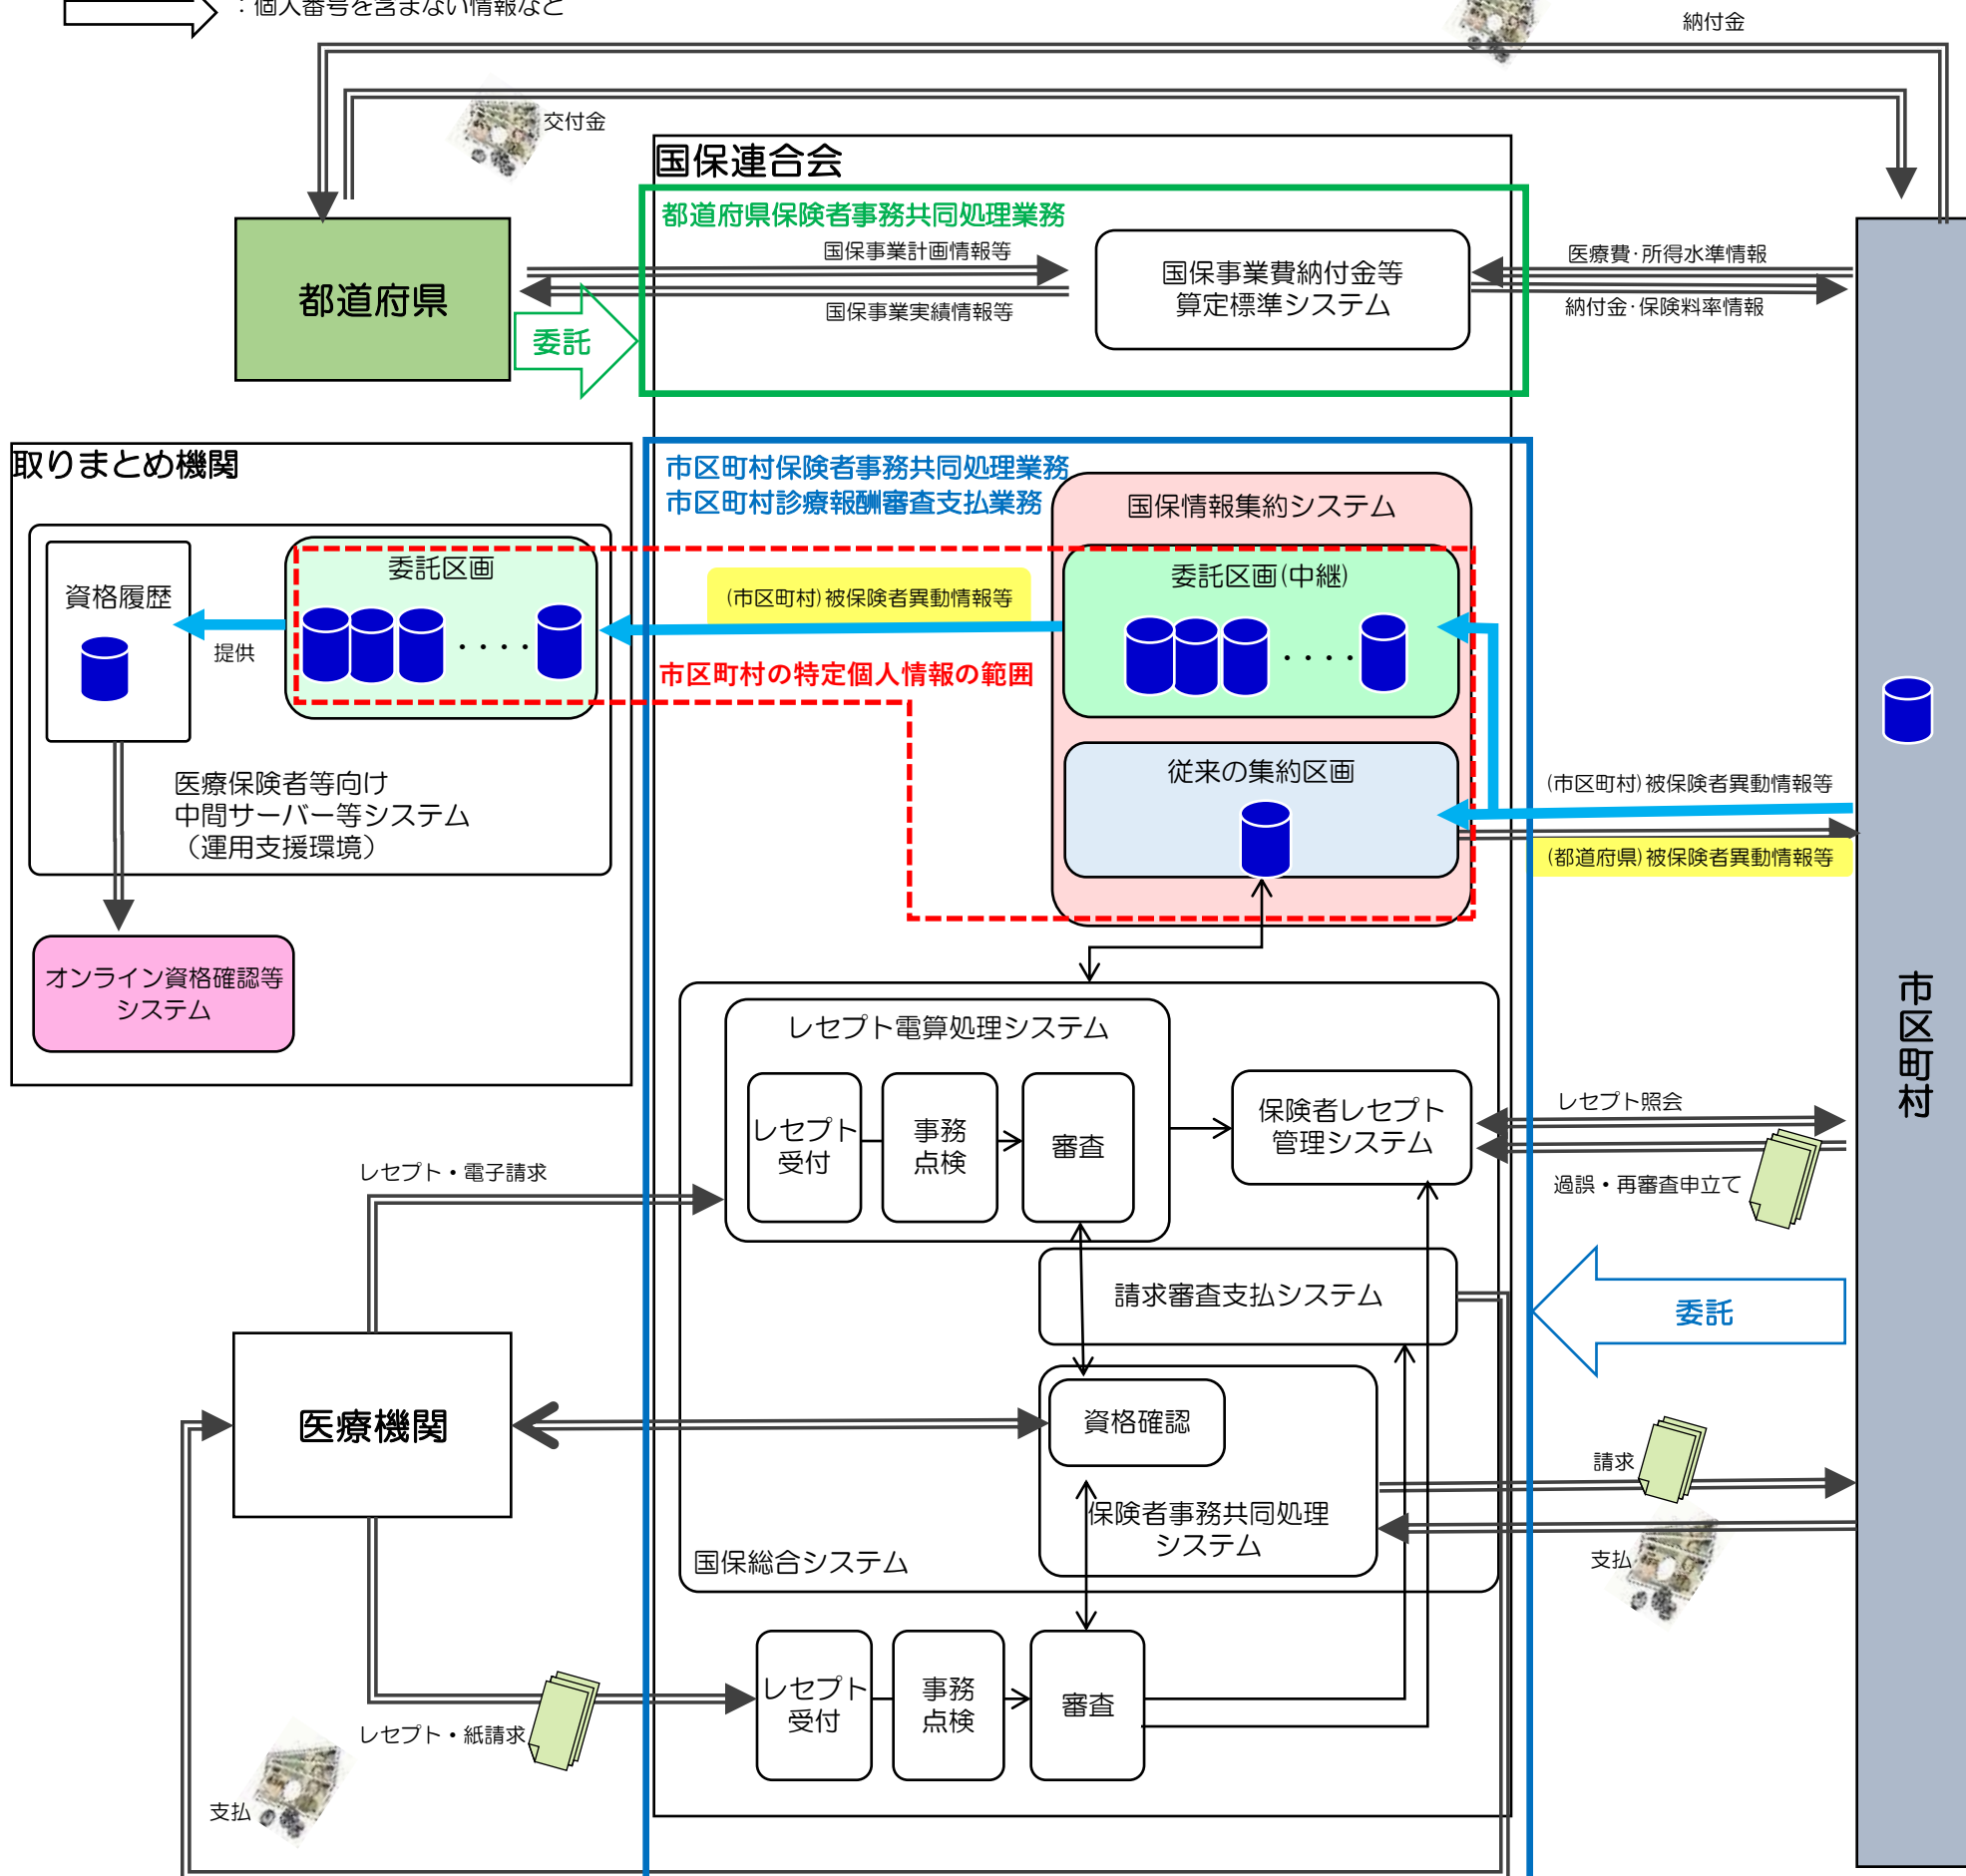 ：個人番号を含まない情報など
納付金
交付金
国保連合会
都道府県保険者事務共同処理業務
都道府県
国保事業計画情報等
国保事業実績情報等
委託
国保事業費納付金等
算定標準システム
医療費・所得水準情報
納付金・保険料率情報
取りまとめ機関
市区町村保険者事務共同処理業務
市区町村診療報酬審査支払業務
国保情報集約システム
資格履歴
委託区画
・・・・
提供
(市区町村)被保険者異動情報等
市区町村の特定個人情報の範囲
委託区画(中継)
・・・・
従来の集約区画
(市区町村)被保険者異動情報等
(都道府県)被保険者異動情報等
医療保険者等向け
中間サーバー等システム
（運用支援環境）
オンライン資格確認等
システム
市区町村
レセプト電算処理システム
レセプト
受付
事務
点検
審査
保険者レセプト
管理システム
レセプト照会
過誤・再審査申立て
レセプト・電子請求
請求審査支払システム
委託
医療機関
資格確認
保険者事務共同処理
システム
国保総合システム
請求
支払
レセプト
受付
事務
点検
審査
レセプト・紙請求
支払